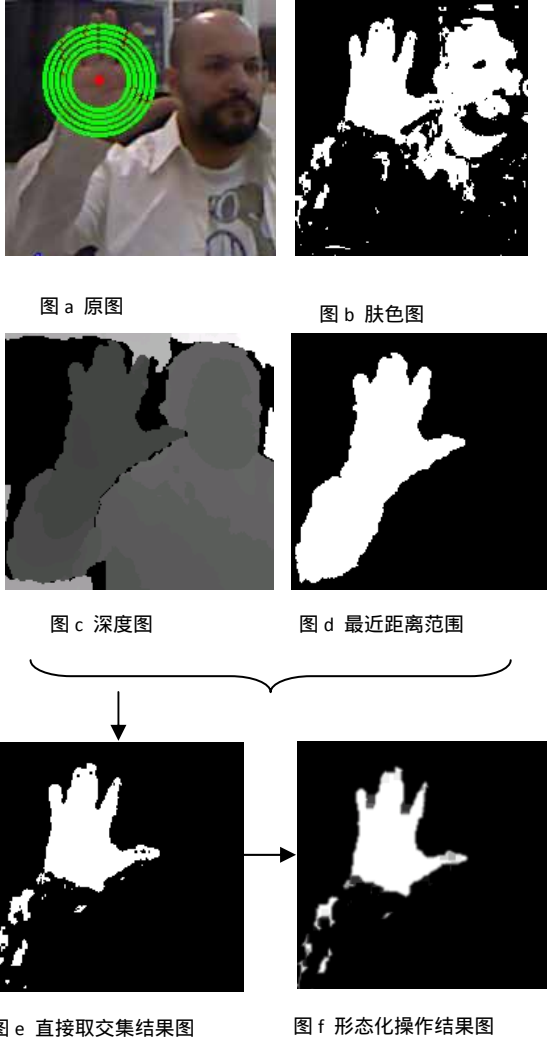 图 a 原图
图 b 肤色图
图 c 深度图
图 d 最近距离范围
图 e 直接取交集结果图
图 f 形态化操作结果图